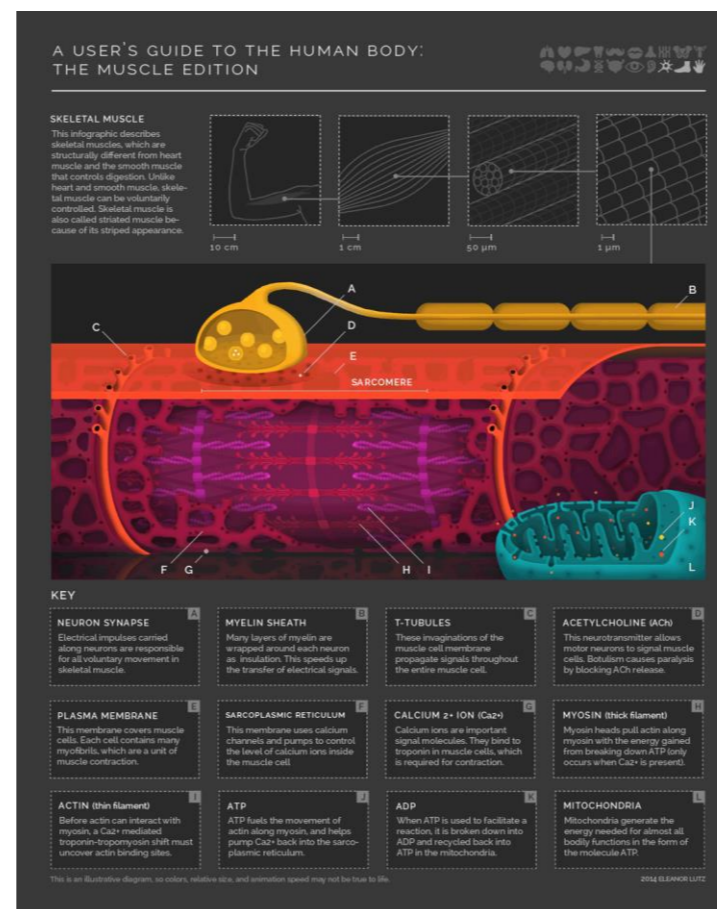 A USER'S GUIDE TO THE HUMAN BODY:
THE MUSCLE EDITION
SKELETAL MUSCLE
This infographic describes
skeletal muscles, which are
structurally different from heart
muscle and the smooth muscle
that controls digestion. Unlike
heart and smooth muscle, skele-
tal muscle can be voluntarily
controlled. Skeletal muscle is
also called striated muscle be-
cause of its striped appearance.
10 cm
1 cm
50 µm
1 µm
A
B
C
D
E
SARCOMERE
F
G
H
I
J
K
L
KEY
A
NEURON SYNAPSE
Electrical impulses carried
along neurons are responsible
for all voluntary movement in
skeletal muscle.
B
MYELIN SHEATH
Many layers of myelin are
wrapped around each neuron
as insulation. This speeds up
the transfer of electrical signals.
C
T-TUBULES
These invaginations of the
muscle cell membrane
propagate signals throughout
the entire muscle cell.
D
ACETYLCHOLINE (ACh)
This neurotransmitter allows
motor neurons to signal muscle
cells. Botulism causes paralysis
by blocking ACh release.
E
PLASMA MEMBRANE
This membrane covers muscle
cells. Each cell contains many
myofibrils, which are a unit of
muscle contraction.
F
SARCOPLASMIC RETICULUM
This membrane uses calcium
channels and pumps to control
the level of calcium ions inside
the muscle cell
G
CALCIUM 2+ ION (Ca2+)
Calcium ions are important
signal molecules. They bind to
troponin in muscle cells, which
is required for contraction.
H
MYOSIN (thick filament)
Myosin heads pull actin along
myosin with the energy gained
from breaking down ATP (only
occurs when Ca2+ is present).
I
ACTIN (thin filament)
Before actin can interact with
myosin, a Ca2+ mediated
troponin-tropomyosin shift must
uncover actin binding sites.
J
ATP
ATP fuels the movement of
actin along myosin, and helps
pump Ca2+ back into the sarco-
plasmic reticulum.
K
ADP
When ATP is used to facilitate a
reaction, it is broken down into
ADP and recycled back into
ATP in the mitochondria.
L
MITOCHONDRIA
Mitochondria generate the
energy needed for almost all
bodily functions in the form of
the molecule ATP.
This is an illustrative diagram, so colors, relative size, and animation speed may not be true to life.
2014 ELEANOR LUTZ